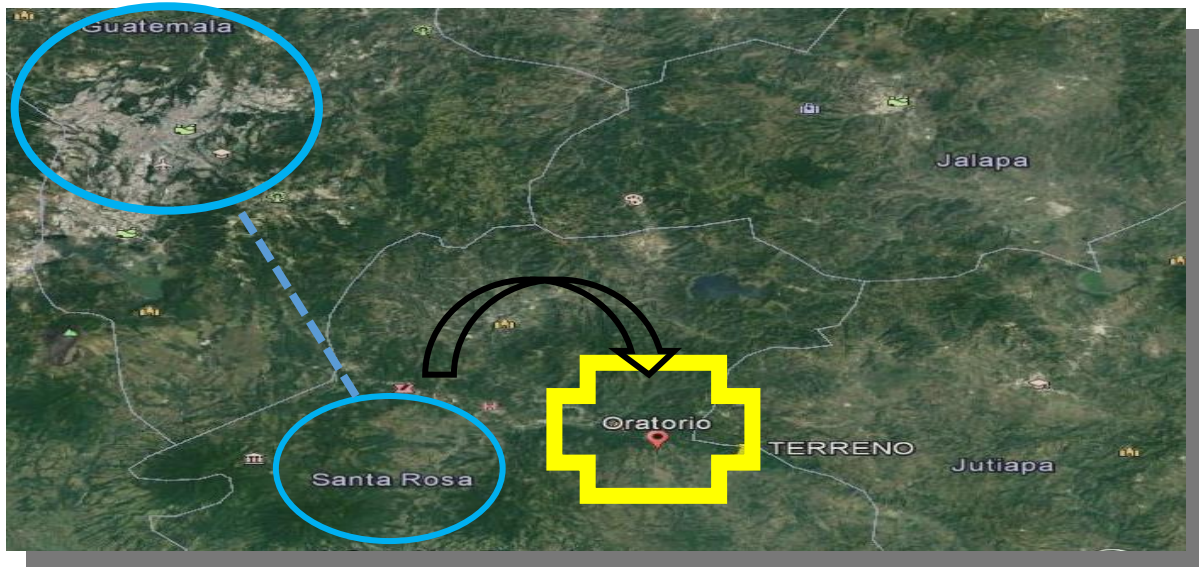 Guatemala
Jalapa
Oratorio
TERRENO
Jutiapa
Santa Rosa